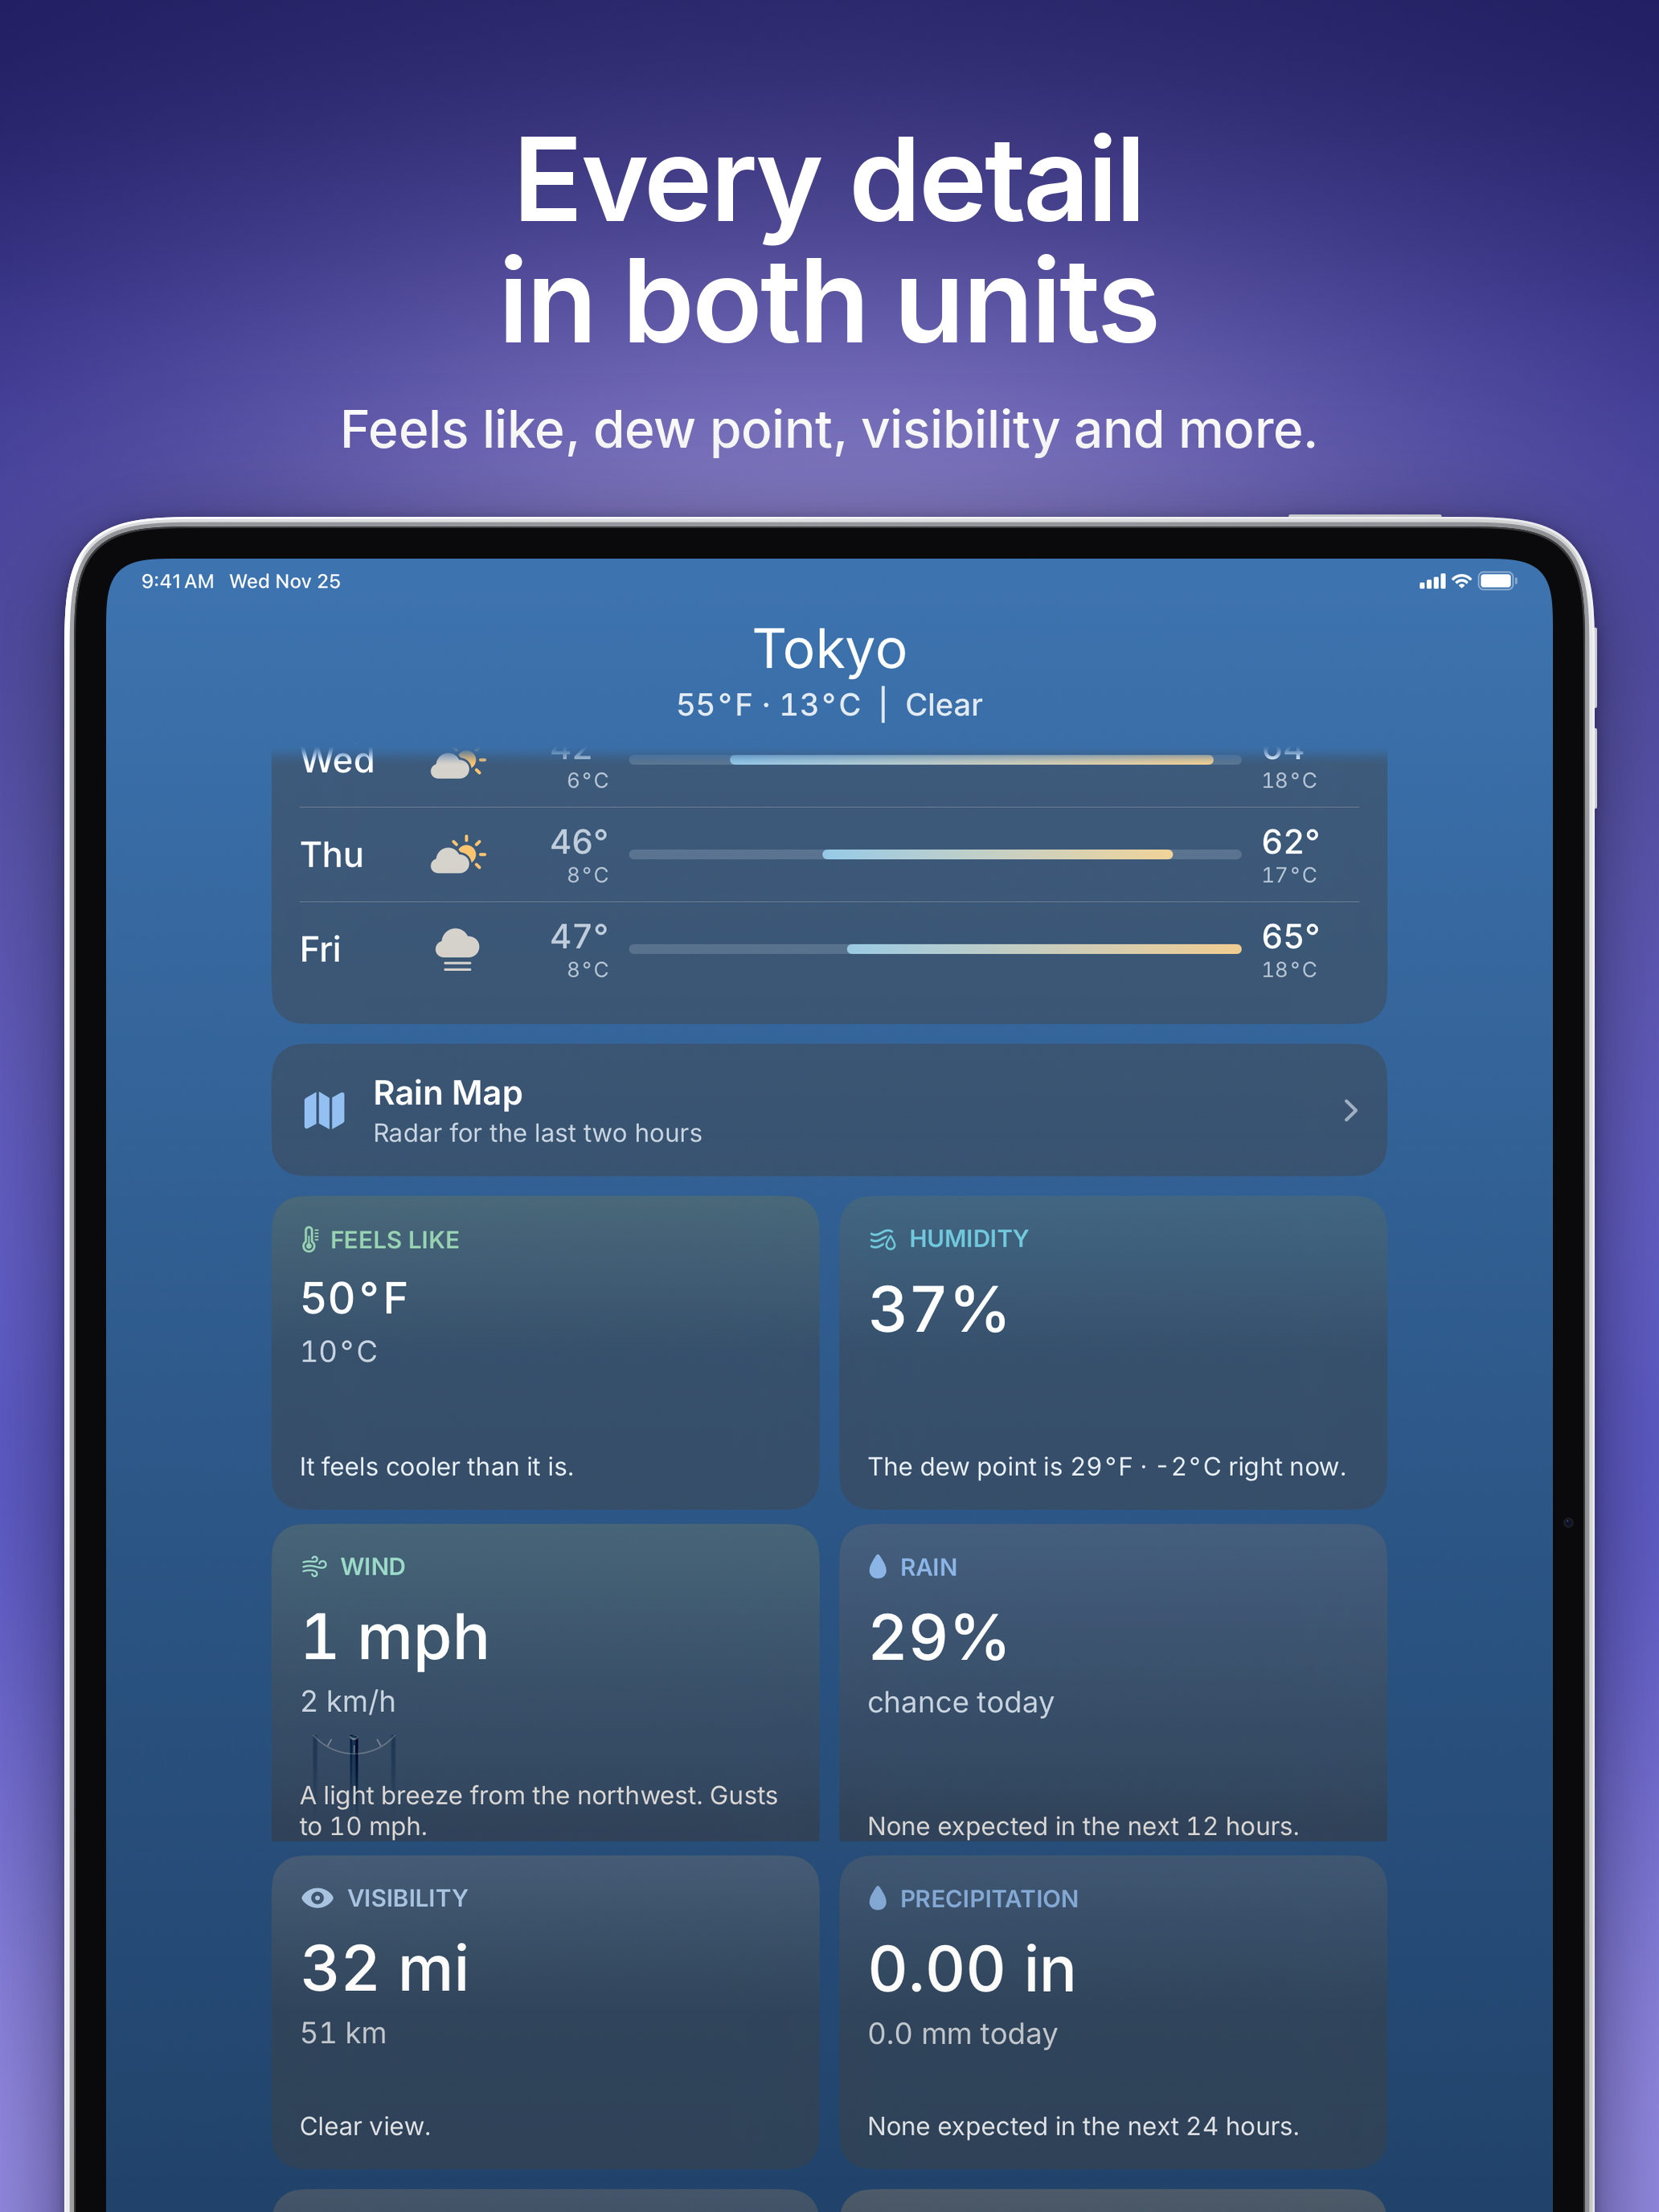 Every detail
in both units
Feels like, dew point, visibility and more.
9:41 AM Wed Nov 25
Tokyo
55°F · 13°C | Clear
Wed
6°C
18°C
Thu
46°
8°C
62°
17°C
Fri
47°
8°C
65°
18°C
Rain Map
Radar for the last two hours
FEELS LIKE
50°F
10°C
It feels cooler than it is.
HUMIDITY
37%
The dew point is 29°F · -2°C right now.
WIND
1 mph
2 km/h
A light breeze from the northwest. Gusts
to 10 mph.
RAIN
29%
chance today
None expected in the next 12 hours.
VISIBILITY
32 mi
51 km
Clear view.
PRECIPITATION
0.00 in
0.0 mm today
None expected in the next 24 hours.